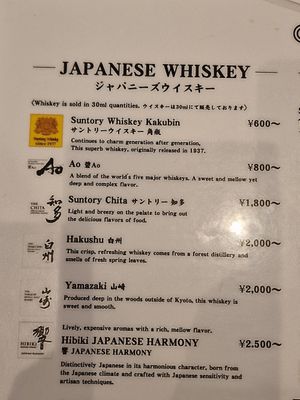 JAPANESE WHISKEY
ジャパニーズウイスキー
(Whiskey is sold in 30ml quantities. ウイスキーは30mlにて販売しております)
Suntory Whiskey Kakubin ¥600~
サントリーウイスキー 角瓶
Continues to charm generation after generation,
This superb whiskey, originally released in 1937.
Ao
Ao 碧Ao ¥800~
A blend of the world's five major whiskeys. A sweet and mellow yet
deep and complex flavor.
THE CHITA
知多
Suntory Chita サントリー 知多 ¥1,800~
Light and breezy on the palate to bring out
the delicious flavors of food.
白州
Hakushu 白州 ¥2,000~
This crisp, refreshing whiskey comes from a forest distillery and
smells of fresh spring leaves.
山崎
Yamazaki 山崎 ¥2,000~
Produced deep in the woods outside of Kyoto, this whiskey is
sweet and smooth.
Lively, expensive aromas with a rich, mellow flavor.
響
HIBIKI
Hibiki JAPANESE HARMONY ¥2.500~
響 JAPANESE HARMONY
Distinctively Japanese in its harmonious character, born from
the Japanese climate and crafted with Japanese sensitivity and
artisan techniques.